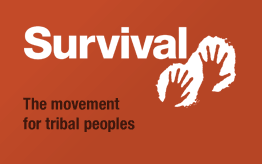 Survival
The movement
for tribal peoples